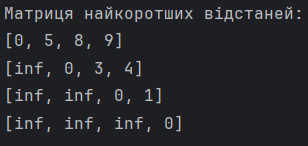 Матриця найкоротших відстаней:
[0, 5, 8, 9]
[inf, 0, 3, 4]
[inf, inf, 0, 1]
[inf, inf, inf, 0]